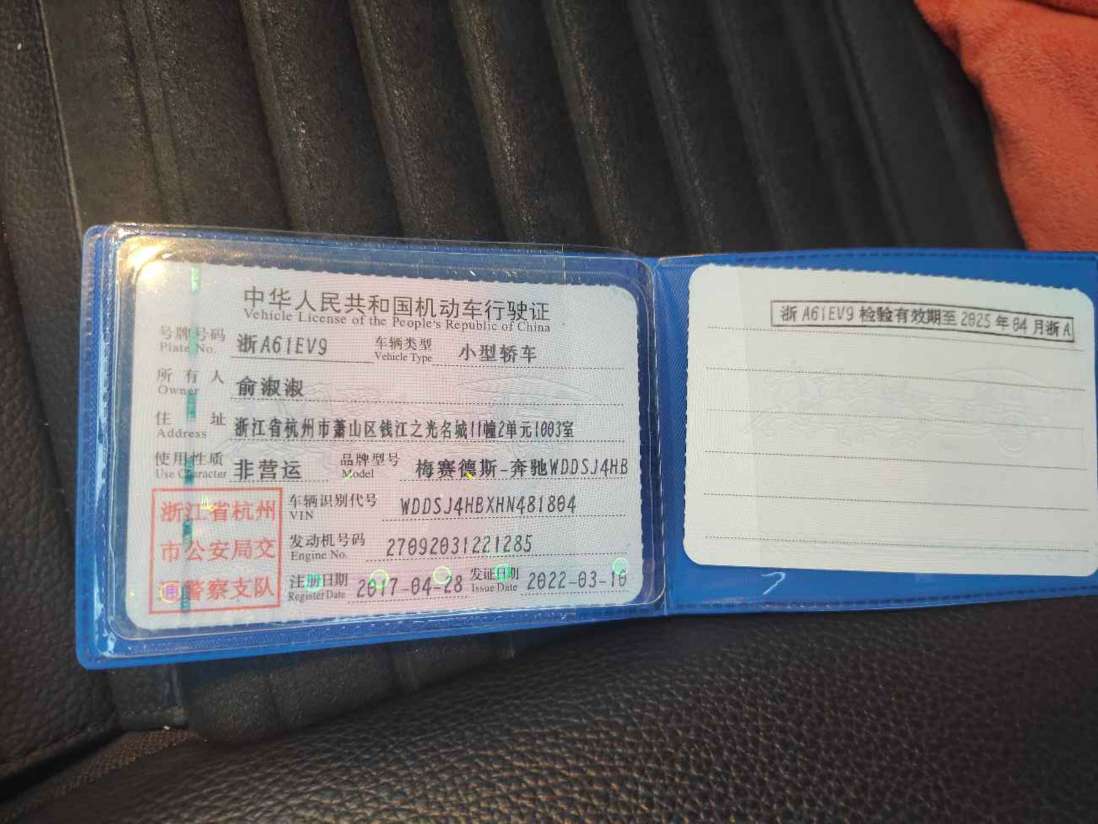 中华人民共和国机动车行驶证
Vehicle License of the People's Republic of China
号牌号码 浙A61EV9 车辆类型 小型轿车
Plate No. Vehicle Type
所有人 俞淑淑
Owner
住址 浙江省杭州市萧山区钱江之光名城11幢2单元1003室
Address
使用性质 非营运 品牌型号 梅赛德斯-奔驰WDDSJ4HB
Use Character Model
浙江省杭州
市公安局交
通警察支队
车辆识别代号 WDDSJ4HBXHN481804
VIN
发动机号码 27092031221285
Engine No.
注册日期 2017-04-28 发证日期 2022-03-10
Register Date Issue Date
浙A61EV9检验有效期至2025年04月浙A